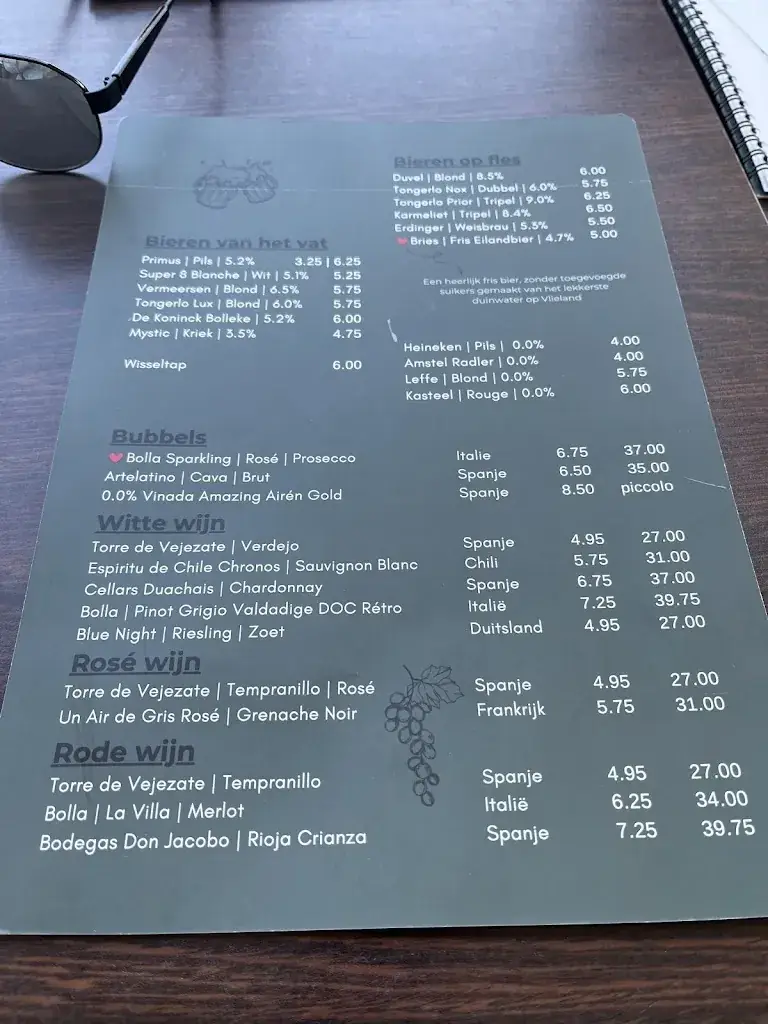 Bieren op fles
Duvel | Blond | 8.5% 6.00
Tongerlo Nox | Dubbel | 6.0% 5.75
Tongerlo Prior | Tripel | 9.0% 6.25
Karmeliet | Tripel | 8.4% 6.50
Erdinger | Weisbrau | 5.3% 5.50
Bries | Fris Eilandbier | 4.7% 5.00
Een heerlijk fris bier, zonder toegevoegde
suikers gemaakt van het lekkerste
duinwater op Vlieland
Heineken | Pils | 0.0% 4.00
Amstel Radler | 0.0% 4.00
Leffe | Blond | 0.0% 5.75
Kasteel | Rouge | 0.0% 6.00
Bieren van het vat
Primus | Pils | 5.2% 3.25 | 6.25
Super 8 Blanche | Wit | 5.1% 5.25
Vermeersen | Blond | 6.5% 5.75
Tongerlo Lux | Blond | 6.0% 5.75
De Koninck Bolleke | 5.2% 6.00
Mystic | Kriek | 3.5% 4.75
Wisseltap 6.00
Bubbels
Bolla Sparkling | Rosé | Prosecco Italie 6.75 37.00
Artelatino | Cava | Brut Spanje 6.50 35.00
0.0% Vinada Amazing Airén Gold Spanje 8.50 piccolo
Witte wijn
Torre de Vejezate | Verdejo Spanje 4.95 27.00
Espiritu de Chile Chronos | Sauvignon Blanc Chili 5.75 31.00
Cellars Duachais | Chardonnay Spanje 6.75 37.00
Bolla | Pinot Grigio Valdadige DOC Rétro Italië 7.25 39.75
Blue Night | Riesling | Zoet Duitsland 4.95 27.00
Rosé wijn
Torre de Vejezate | Tempranillo | Rosé Spanje 4.95 27.00
Un Air de Gris Rosé | Grenache Noir Frankrijk 5.75 31.00
Rode wijn
Torre de Vejezate | Tempranillo Spanje 4.95 27.00
Bolla | La Villa | Merlot Italië 6.25 34.00
Bodegas Don Jacobo | Rioja Crianza Spanje 7.25 39.75